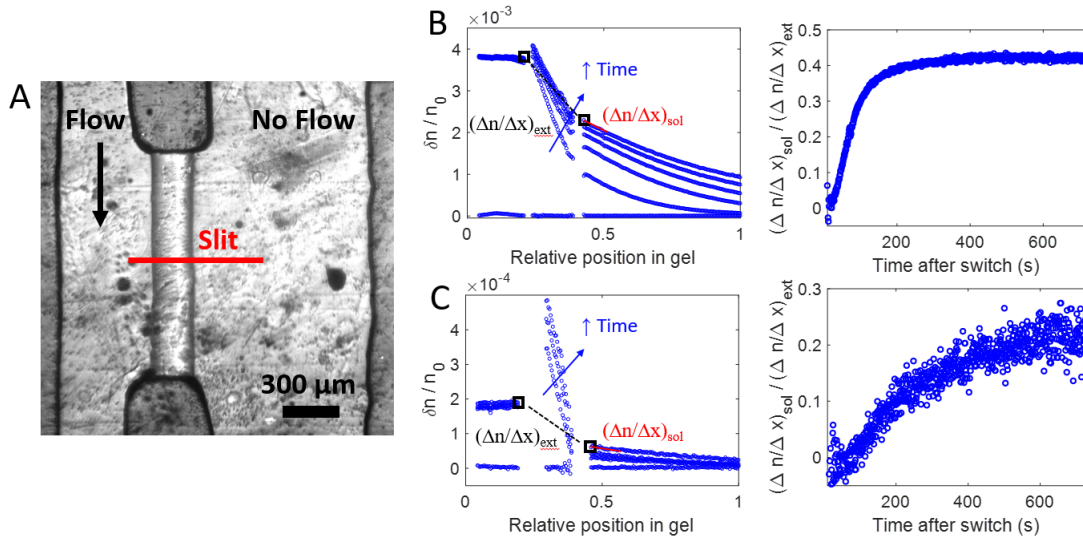 A
Flow
No Flow
Slit
300 µm
B
×10⁻³
4
3
2
1
0
δn / n₀
↑ Time
(Δn/Δx)ext
(Δn/Δx)sol
0
0.5
1
Relative position in gel
0.5
0.4
0.3
0.2
0.1
0
(Δ n/Δ x)sol / (Δ n/Δ x)ext
200
400
600
Time after switch (s)
C
×10⁻⁴
4
2
0
δn / n₀
↑ Time
(Δn/Δx)ext
(Δn/Δx)sol
0
0.5
1
Relative position in gel
0.3
0.2
0.1
0
(Δ n/Δ x)sol / (Δ n/Δ x)ext
200
400
600
Time after switch (s)